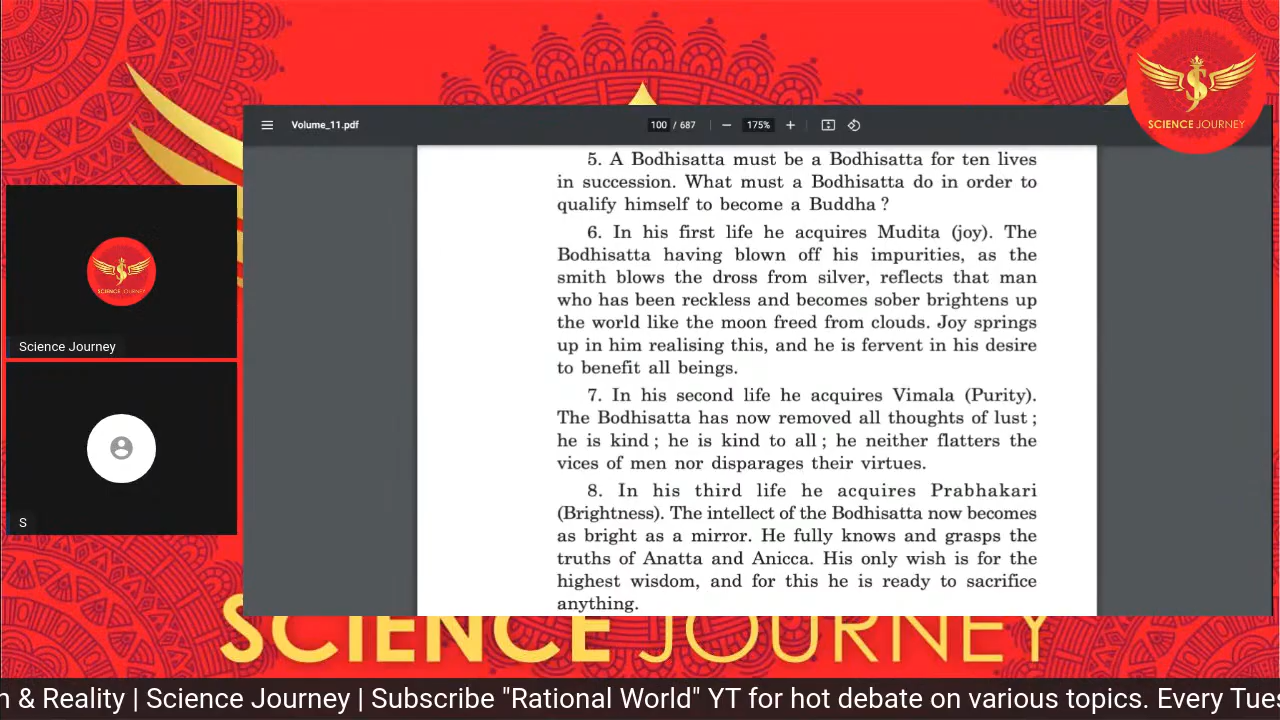 SCIENCE JOURNEY
Volume_11.pdf
100 / 687
175%
5. A Bodhisatta must be a Bodhisatta for ten lives
in succession. What must a Bodhisatta do in order to
qualify himself to become a Buddha ?
6. In his first life he acquires Mudita (joy). The
Bodhisatta having blown off his impurities, as the
smith blows the dross from silver, reflects that man
who has been reckless and becomes sober brightens up
the world like the moon freed from clouds. Joy springs
up in him realising this, and he is fervent in his desire
to benefit all beings.
7. In his second life he acquires Vimala (Purity).
The Bodhisatta has now removed all thoughts of lust ;
he is kind ; he is kind to all ; he neither flatters the
vices of men nor disparages their virtues.
8. In his third life he acquires Prabhakari
(Brightness). The intellect of the Bodhisatta now becomes
as bright as a mirror. He fully knows and grasps the
truths of Anatta and Anicca. His only wish is for the
highest wisdom, and for this he is ready to sacrifice
anything.
SCIENCE JOURNEY
Science Journey
S
SCIENCE JOURNEY
n & Reality | Science Journey | Subscribe "Rational World" YT for hot debate on various topics. Every Tues